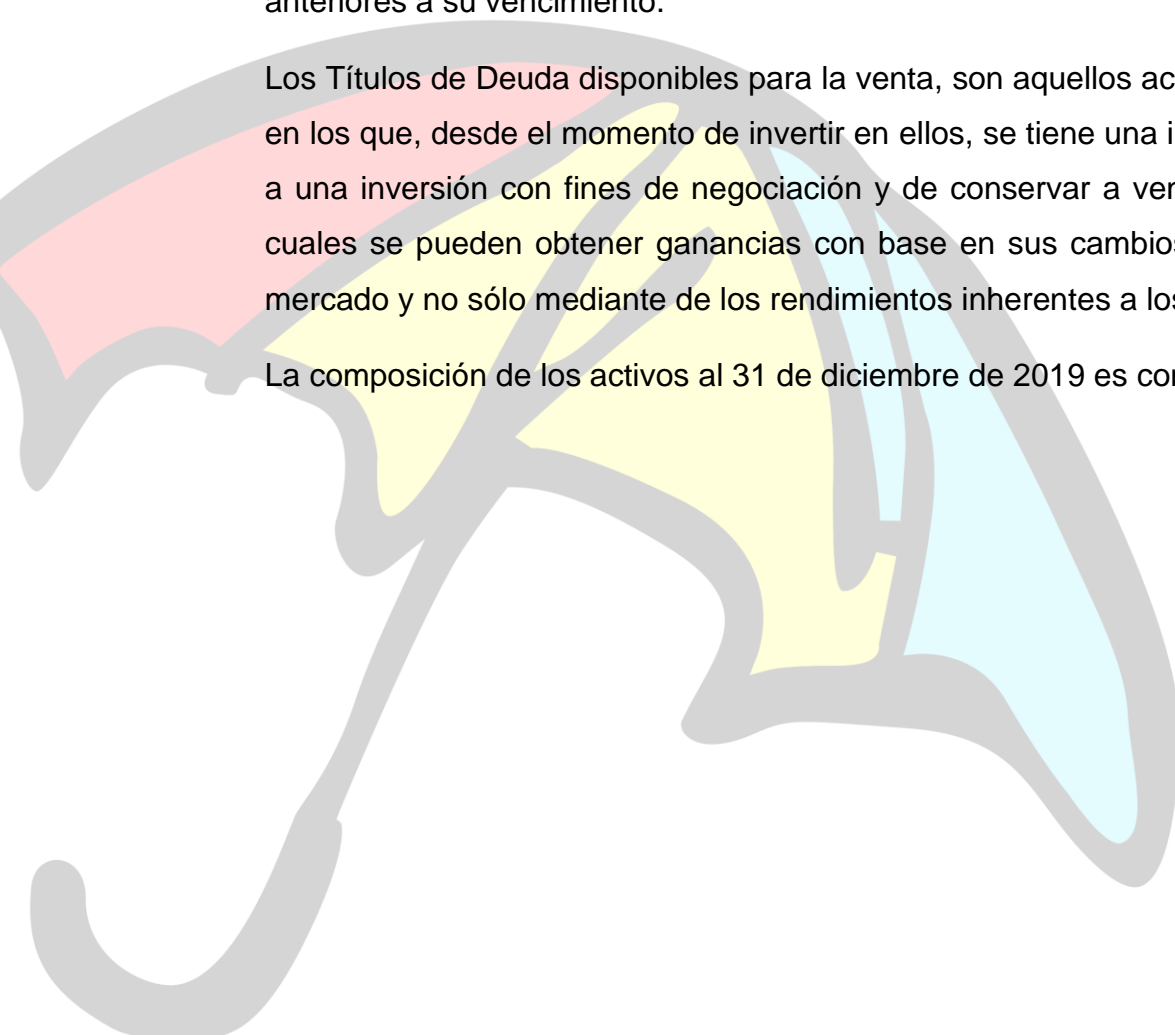 anteriores a su vencimiento.
Los Títulos de Deuda disponibles para la venta, son aquellos ac
en los que, desde el momento de invertir en ellos, se tiene una i
a una inversión con fines de negociación y de conservar a ven
cuales se pueden obtener ganancias con base en sus cambios
mercado y no sólo mediante de los rendimientos inherentes a los
La composición de los activos al 31 de diciembre de 2019 es con